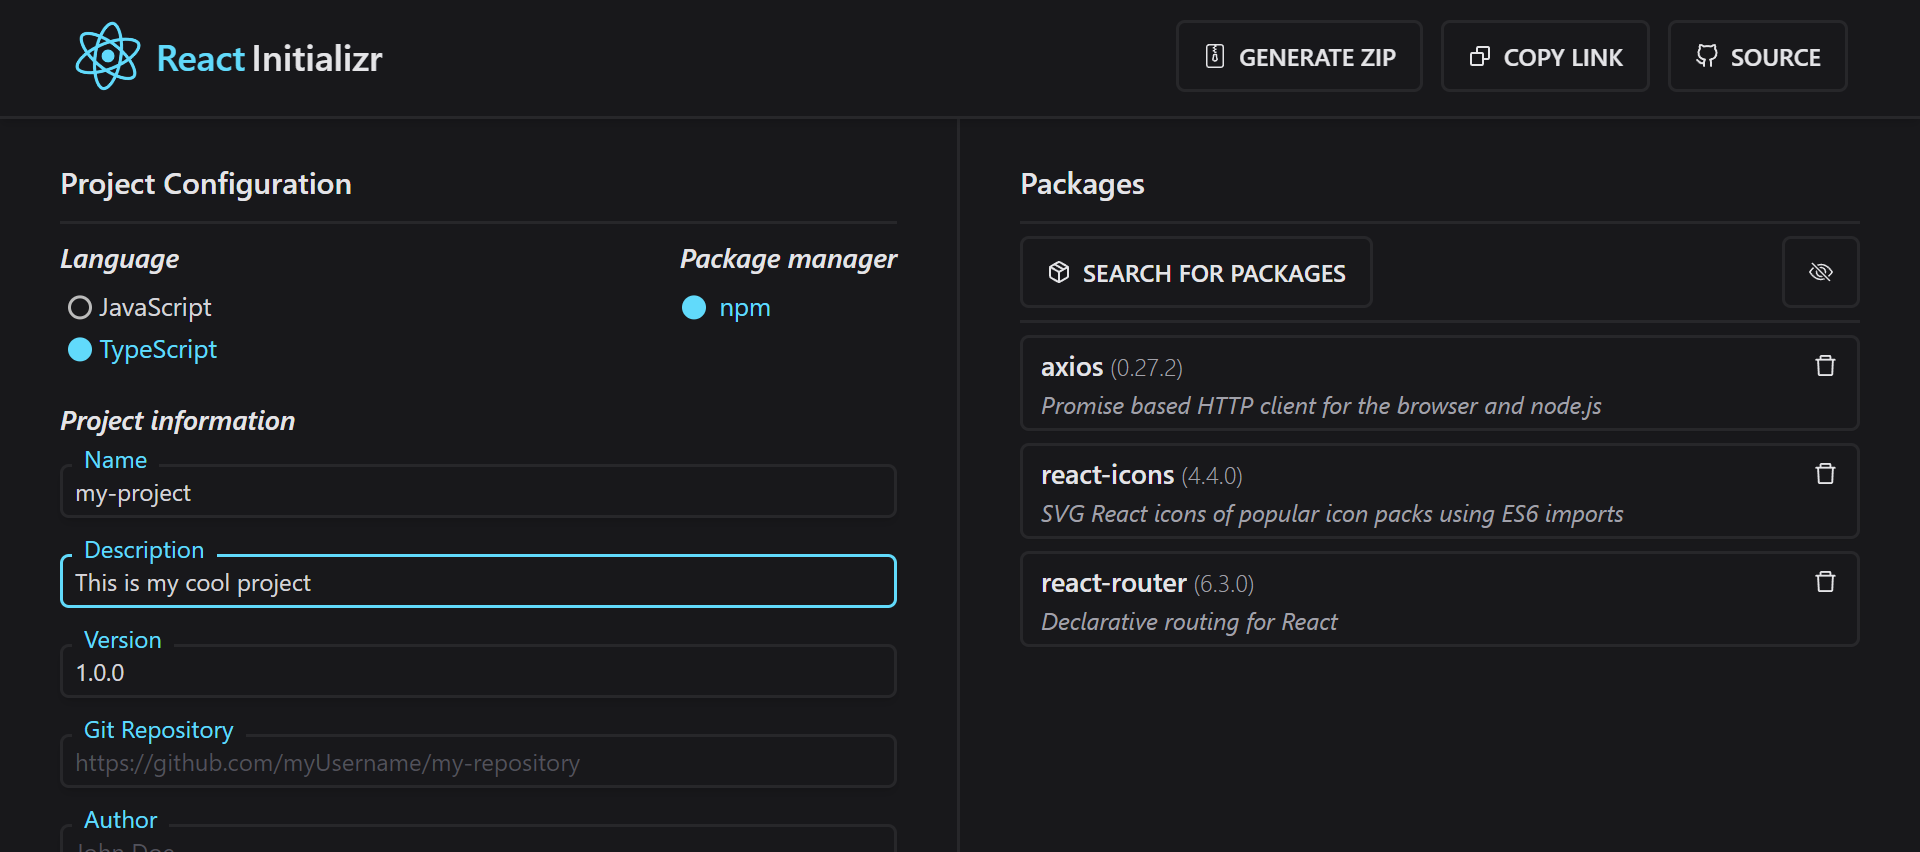 React Initializr
GENERATE ZIP
COPY LINK
SOURCE
Project Configuration
Language
Package manager
JavaScript
npm
TypeScript
Project information
Name
my-project
Description
This is my cool project
Version
1.0.0
Git Repository
https://github.com/myUsername/my-repository
Author
John Doe
Packages
SEARCH FOR PACKAGES
axios (0.27.2)
Promise based HTTP client for the browser and node.js
react-icons (4.4.0)
SVG React icons of popular icon packs using ES6 imports
react-router (6.3.0)
Declarative routing for React